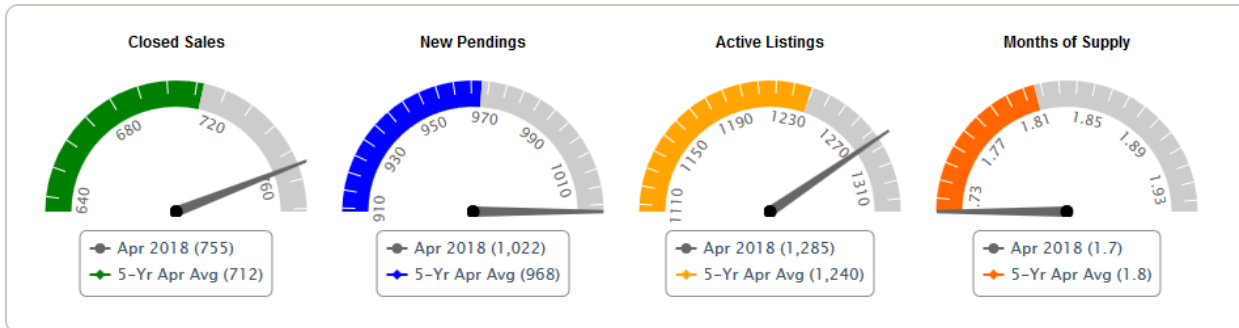 Closed Sales
640
680
720
760
Apr 2018 (755)
5-Yr Apr Avg (712)
New Pendings
910
930
950
970
990
1010
Apr 2018 (1,022)
5-Yr Apr Avg (968)
Active Listings
1110
1150
1190
1230
1270
1310
Apr 2018 (1,285)
5-Yr Apr Avg (1,240)
Months of Supply
.73
1.77
1.81
1.85
1.89
1.93
Apr 2018 (1.7)
5-Yr Apr Avg (1.8)